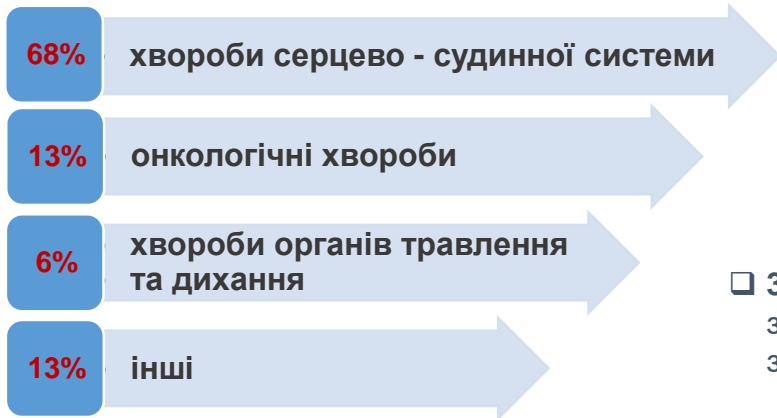 68% хвороби серцево - судинної системи
13% онкологічні хвороби
6% хвороби органів травлення
та дихання
13% інші